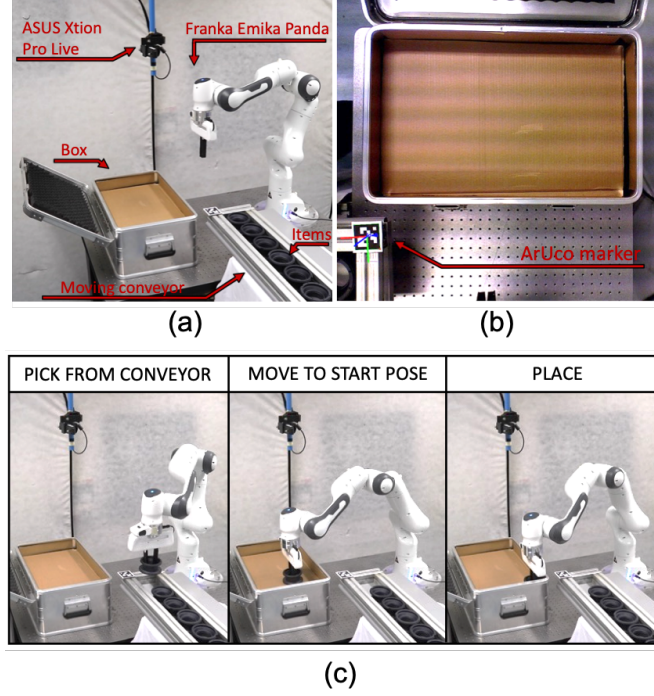 ASUS Xtion
Pro Live
Franka Emika Panda
Box
Items
Moving conveyor
ArUco marker
(a)
(b)
PICK FROM CONVEYOR
MOVE TO START POSE
PLACE
(c)